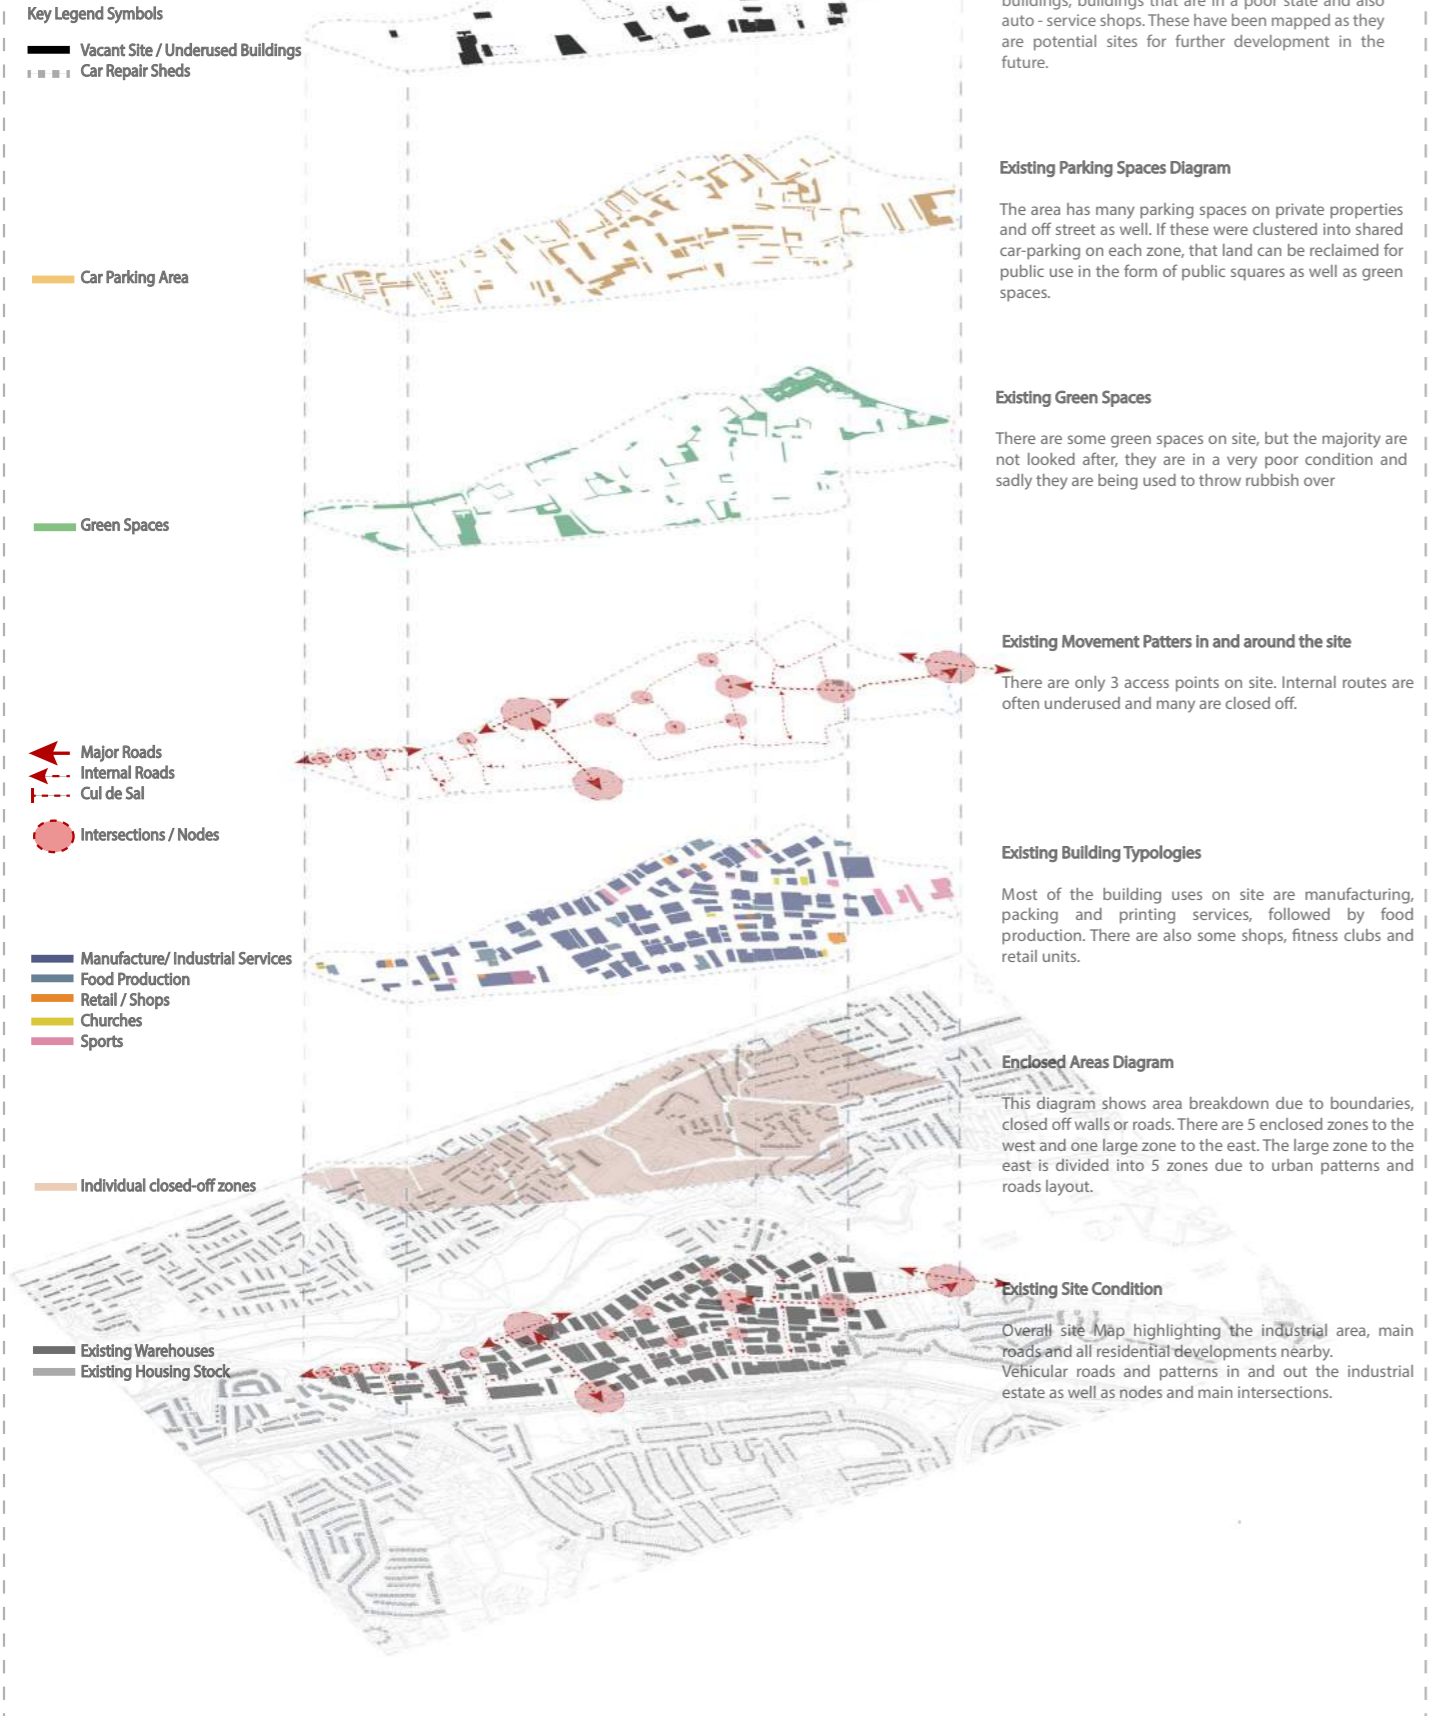 Key Legend Symbols
Vacant Site / Underused Buildings
Car Repair Sheds
buildings, buildings that are in a poor state and also
auto - service shops. These have been mapped as they
are potential sites for further development in the
future.
Existing Parking Spaces Diagram
The area has many parking spaces on private properties
and off street as well. If these were clustered into shared
car-parking on each zone, that land can be reclaimed for
public use in the form of public squares as well as green
spaces.
Car Parking Area
Existing Green Spaces
There are some green spaces on site, but the majority are
not looked after, they are in a very poor condition and
sadly they are being used to throw rubbish over
Green Spaces
Existing Movement Patters in and around the site
There are only 3 access points on site. Internal routes are
often underused and many are closed off.
Major Roads
Internal Roads
Cul de Sal
Intersections / Nodes
Existing Building Typologies
Most of the building uses on site are manufacturing,
packing and printing services, followed by food
production. There are also some shops, fitness clubs and
retail units.
Manufacture/ Industrial Services
Food Production
Retail / Shops
Churches
Sports
Enclosed Areas Diagram
This diagram shows area breakdown due to boundaries,
closed off walls or roads. There are 5 enclosed zones to the
west and one large zone to the east. The large zone to the
east is divided into 5 zones due to urban patterns and
roads layout.
Individual closed-off zones
Existing Site Condition
Overall site Map highlighting the industrial area, main
roads and all residential developments nearby.
Vehicular roads and patterns in and out the industrial
estate as well as nodes and main intersections.
Existing Warehouses
Existing Housing Stock